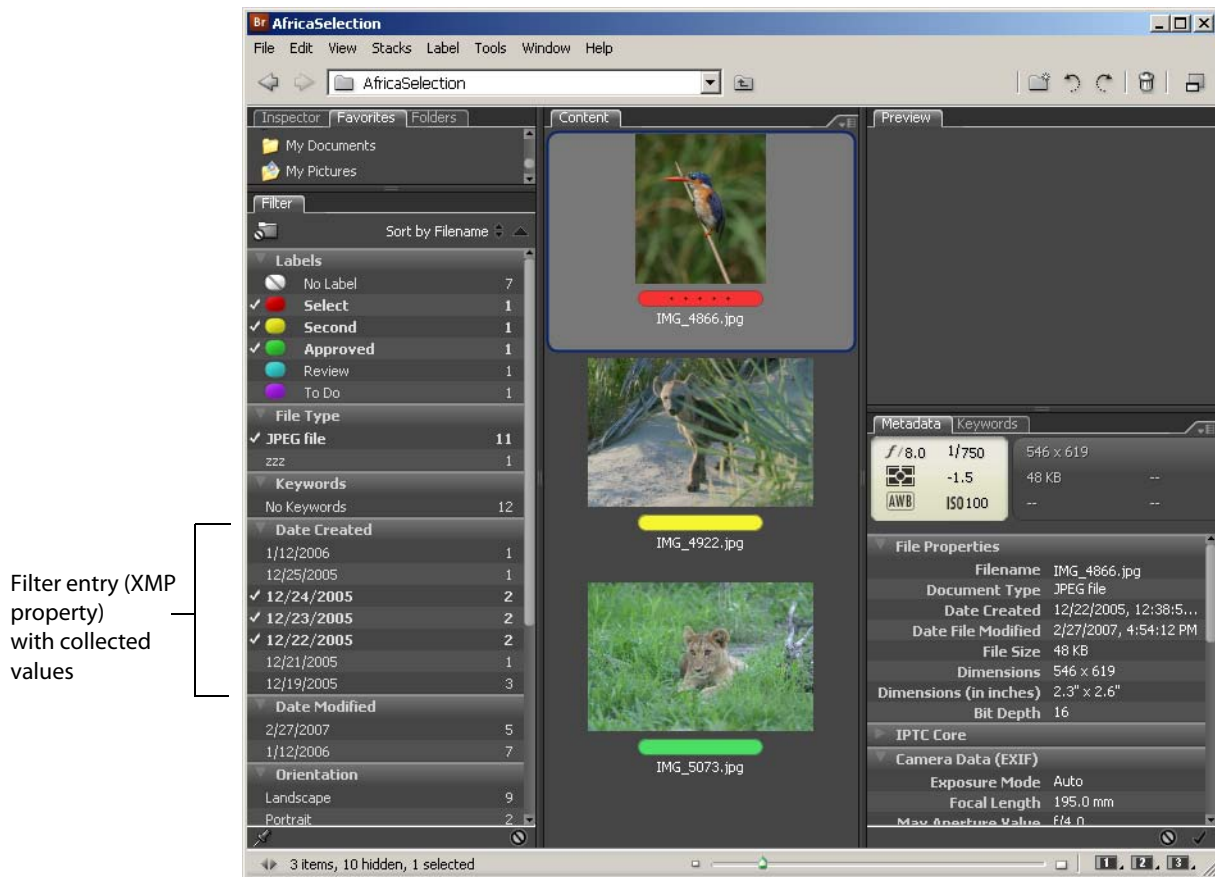 Br AfricaSelection
File Edit View Stacks Label Tools Window Help
AfricaSelection
Inspector Favorites Folders
My Documents
My Pictures
Filter
Sort by Filename
Labels
No Label 7
Select 1
Second 1
Approved 1
Review 1
To Do 1
File Type
JPEG file 11
zzz 1
Keywords
No Keywords 12
Date Created
1/12/2006 1
12/25/2005 1
12/24/2005 2
12/23/2005 2
12/22/2005 2
12/21/2005 1
12/19/2005 3
Date Modified
2/27/2007 5
1/12/2006 7
Orientation
Landscape 9
Portrait 2
Filter entry (XMP
property)
with collected
values
Content
IMG_4866.jpg
IMG_4922.jpg
IMG_5073.jpg
Preview
Metadata Keywords
f/8.0 1/750
-1.5
AWB ISO100
546 x 619
48 KB --
-- --
File Properties
Filename IMG_4866.jpg
Document Type JPEG file
Date Created 12/22/2005, 12:38:5...
Date File Modified 2/27/2007, 4:54:12 PM
File Size 48 KB
Dimensions 546 x 619
Dimensions (in inches) 2.3" x 2.6"
Bit Depth 16
IPTC Core
Camera Data (EXIF)
Exposure Mode Auto
Focal Length 195.0 mm
Max Aperture Value f/4.0
3 items, 10 hidden, 1 selected
1 2 3